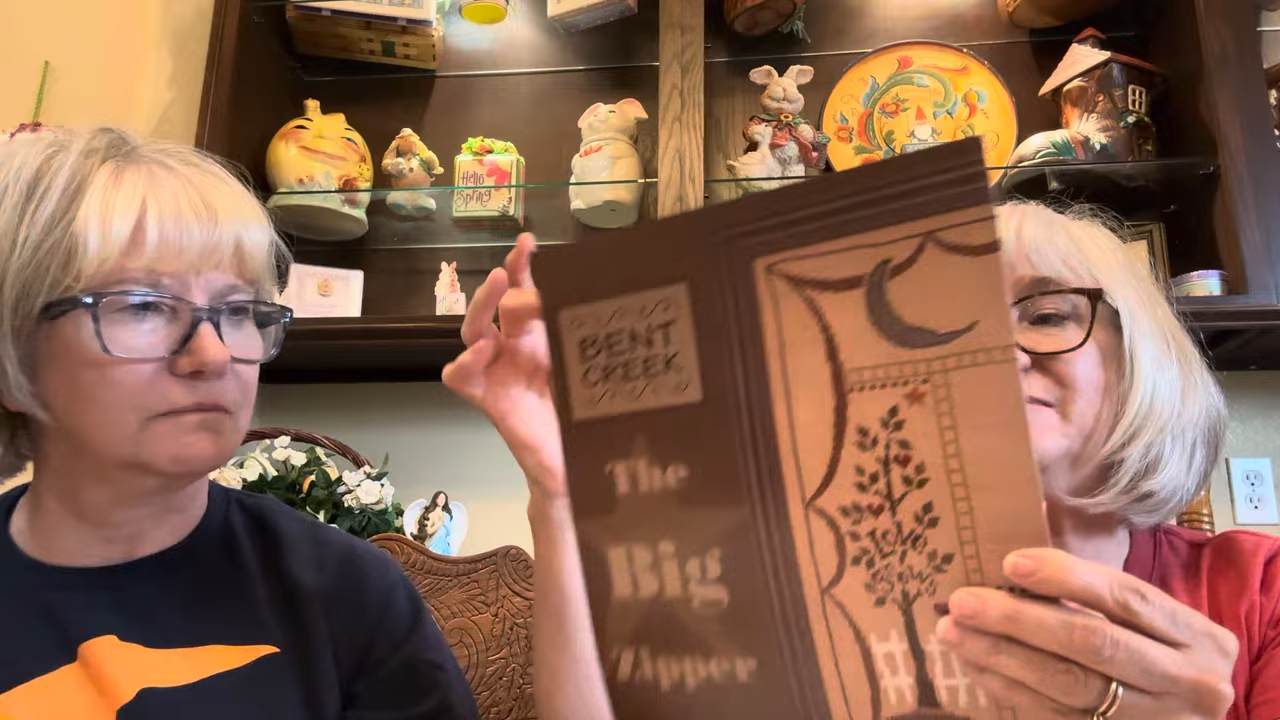 Hello
Spring
BENT
CREEK
The
Big
Zipper